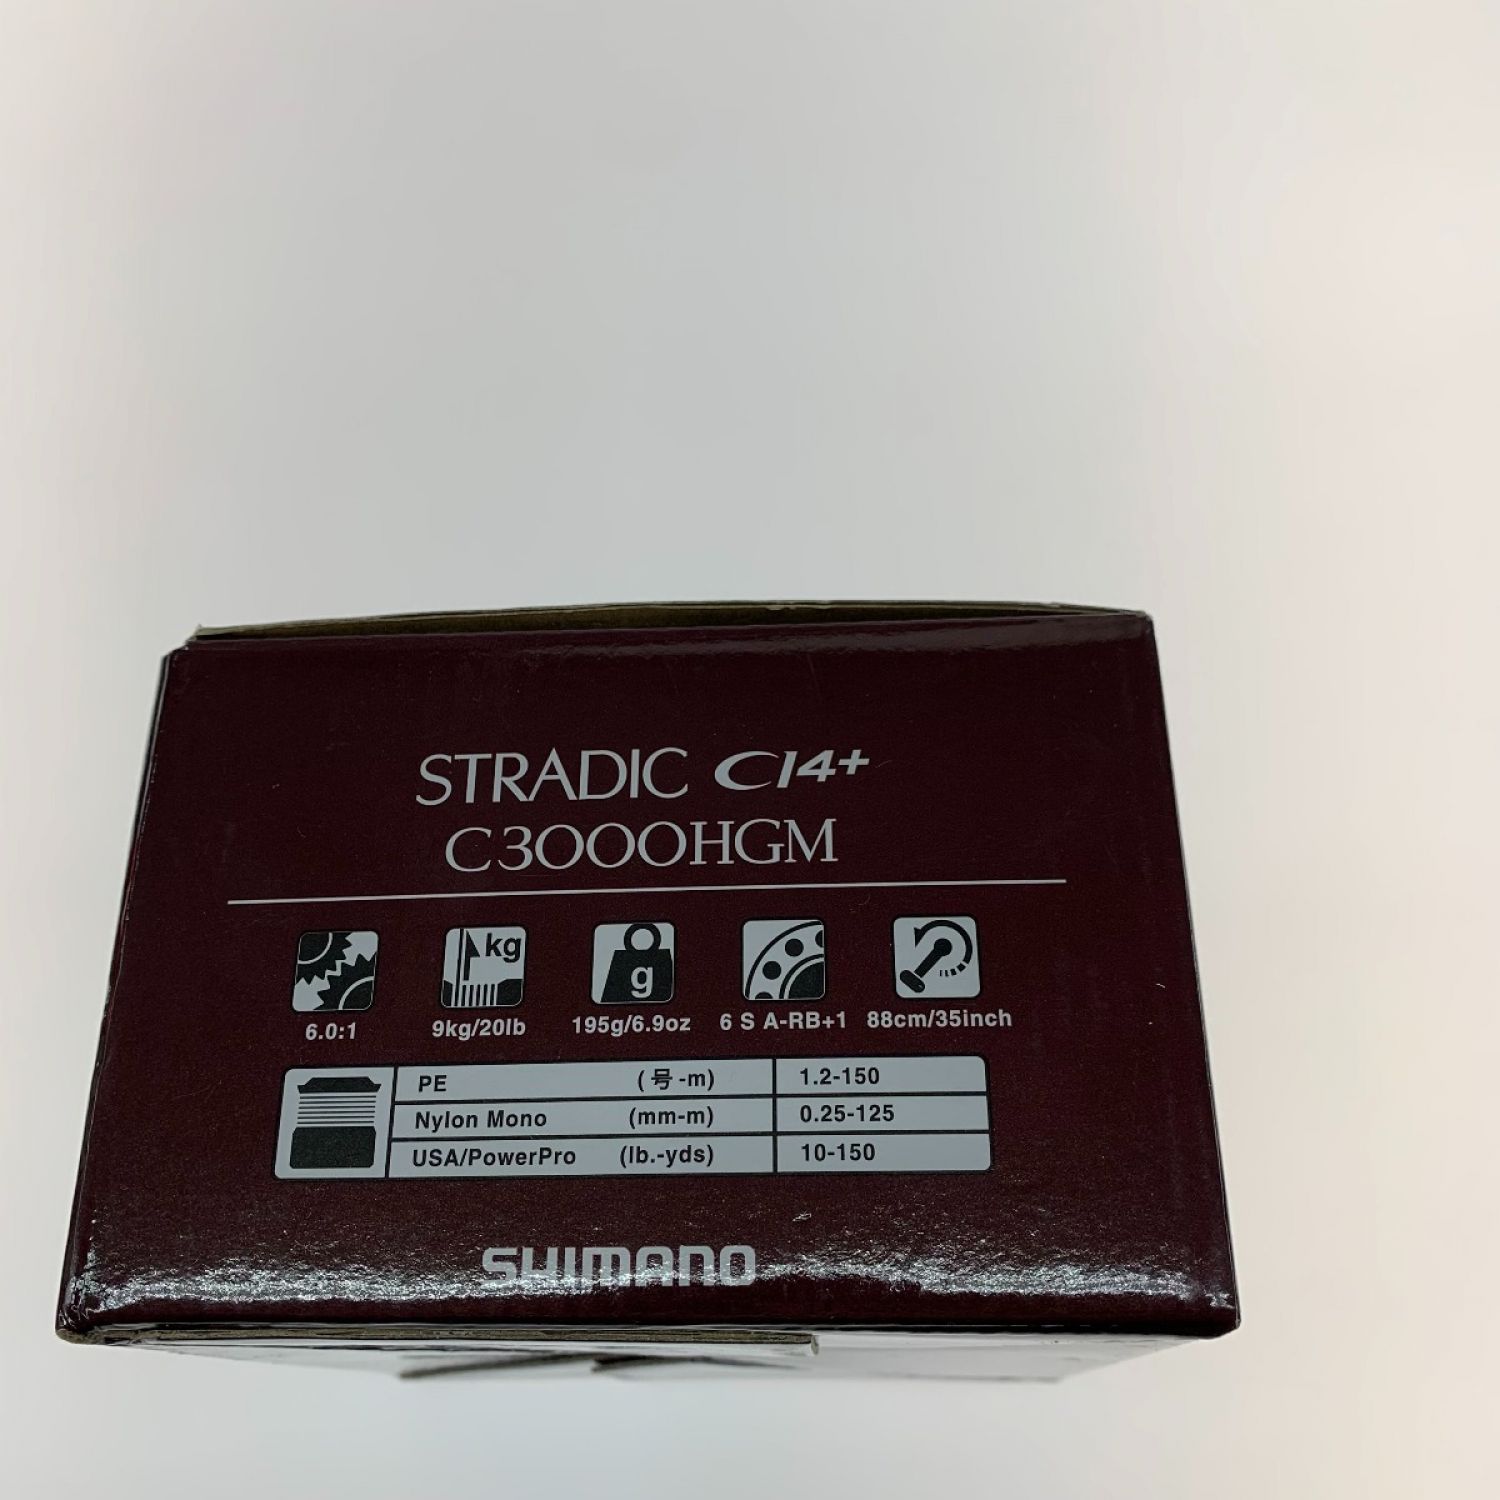 STRADIC CI4+
C3000HGM
kg
g
6.0:1 9kg/20lb 195g/6.9oz 6 S A-RB+1 88cm/35inch
PE (号-m) 1.2-150
Nylon Mono (mm-m) 0.25-125
USA/PowerPro (lb.-yds) 10-150
SHIMANO